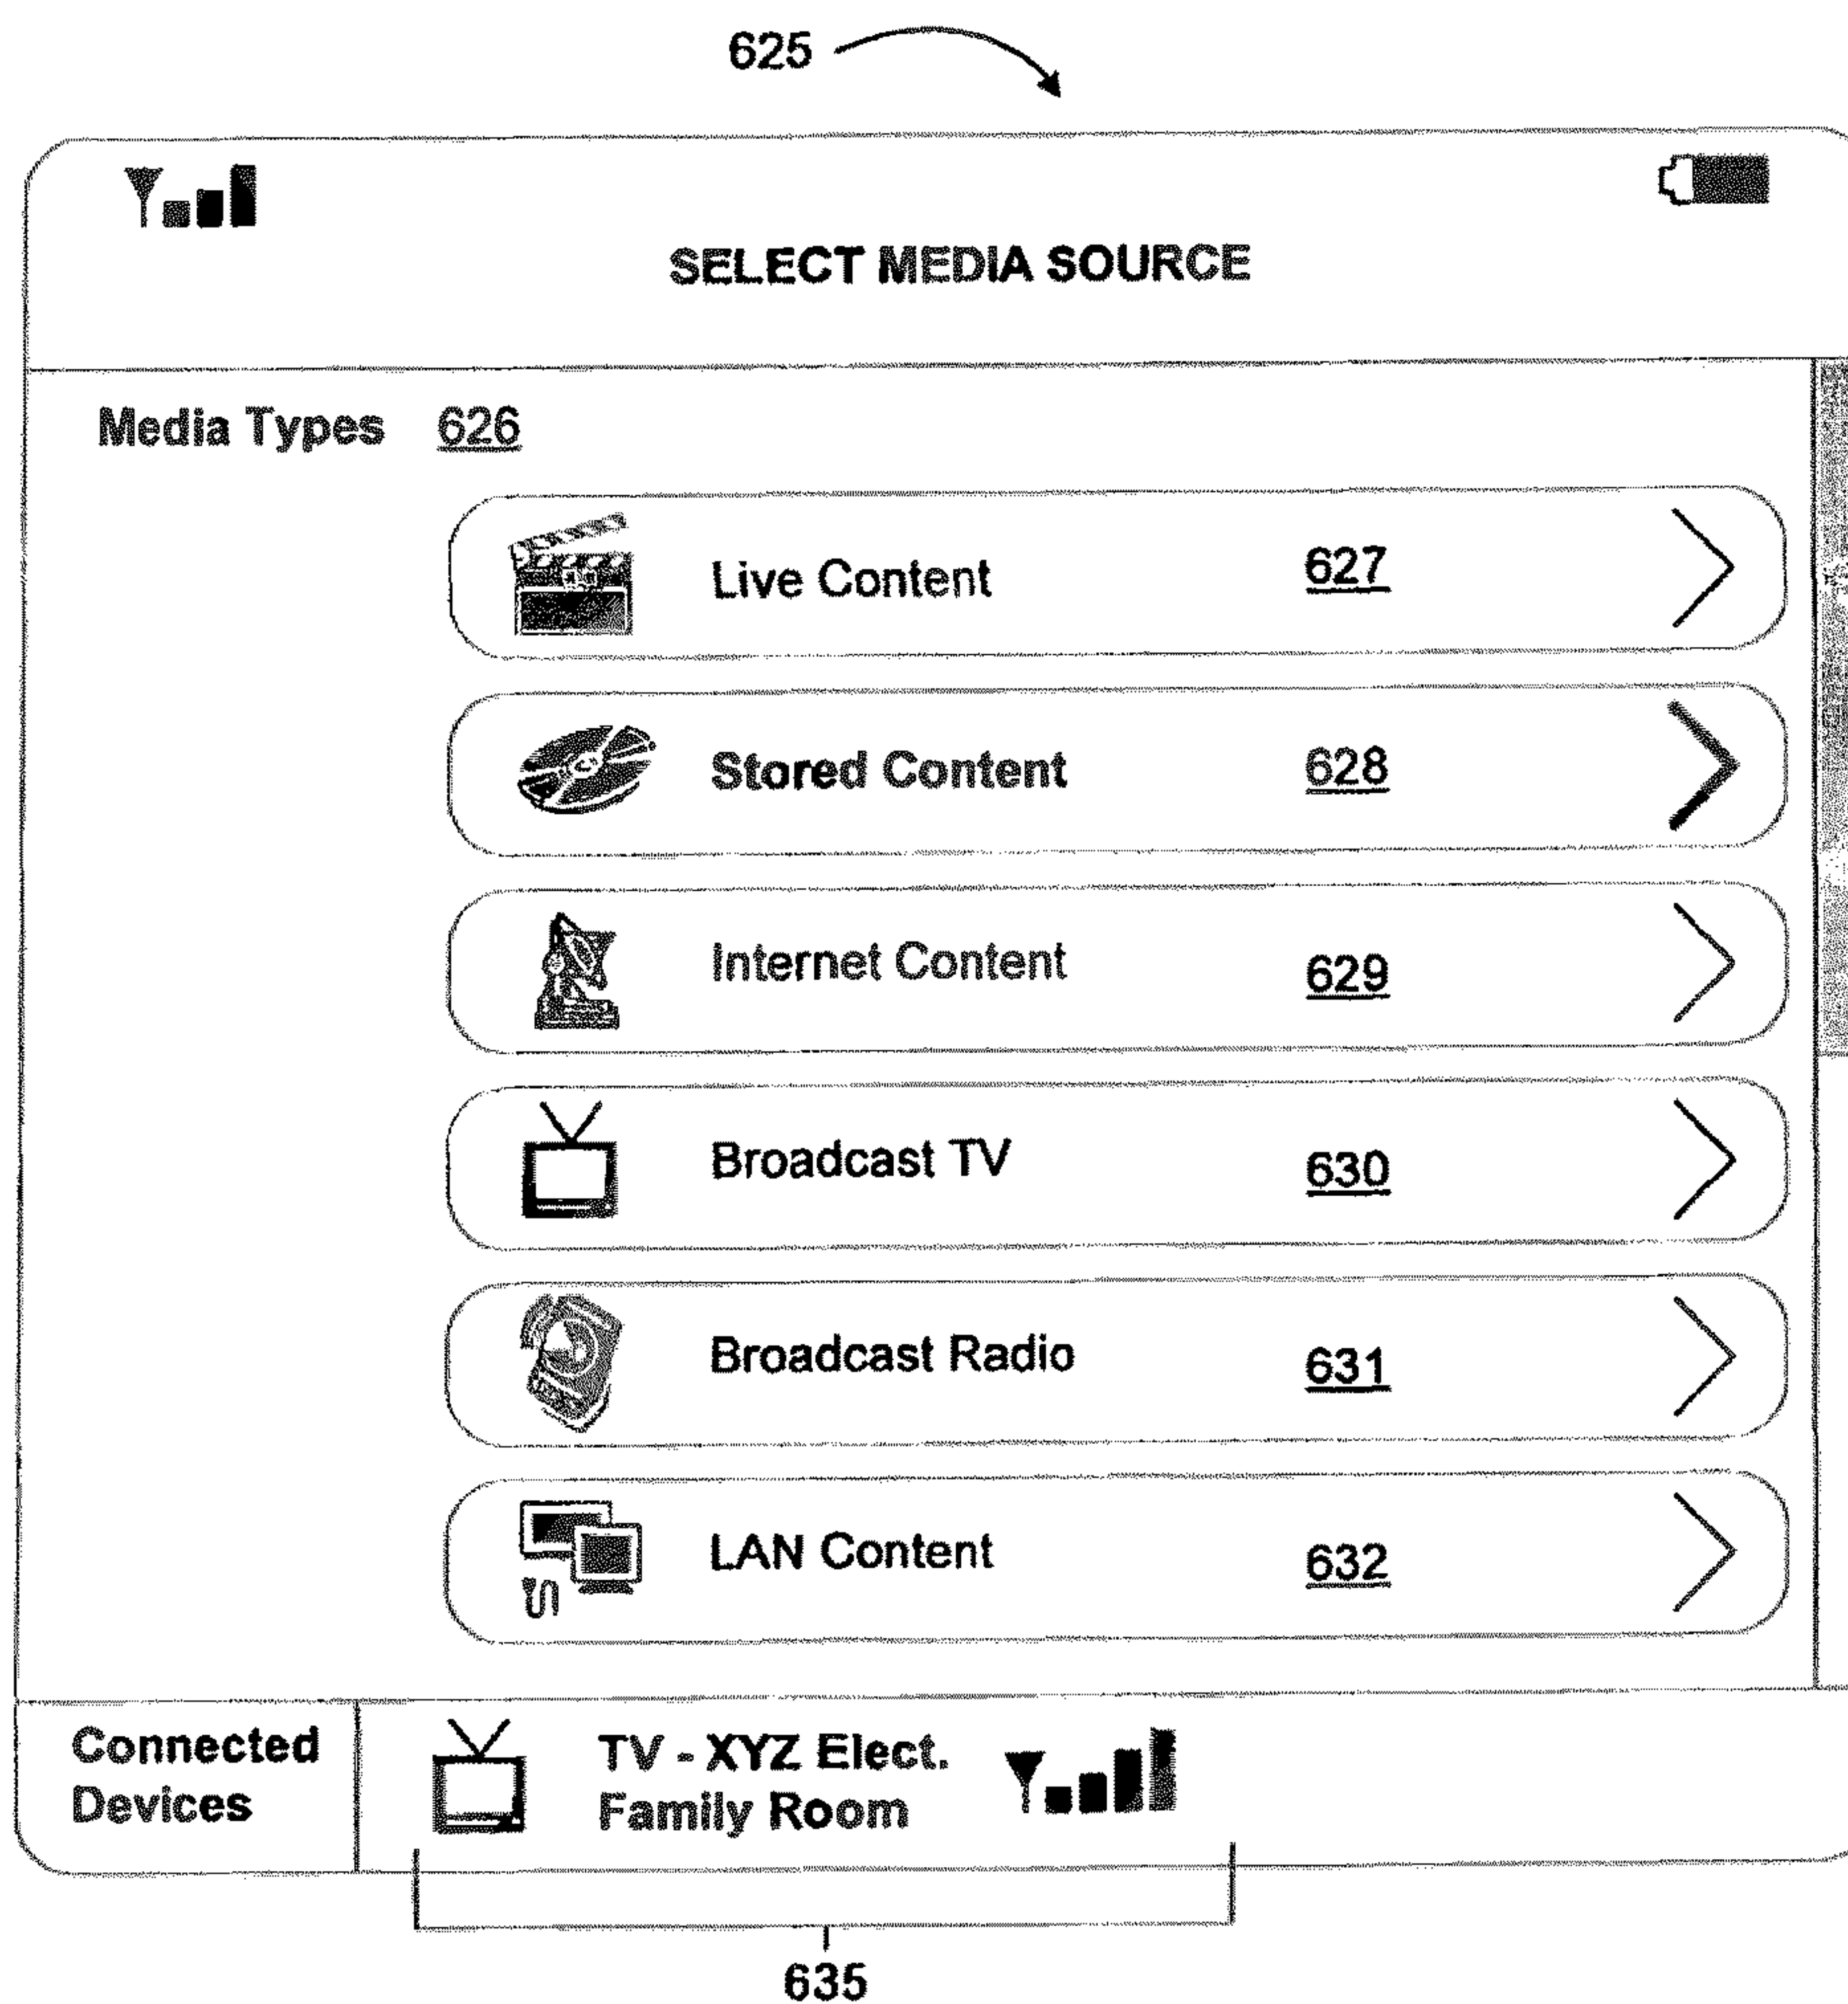 625
SELECT MEDIA SOURCE
Media Types 626
Live Content 627
Stored Content 628
Internet Content 629
Broadcast TV 630
Broadcast Radio 631
LAN Content 632
Connected
Devices
TV - XYZ Elect.
Family Room
635